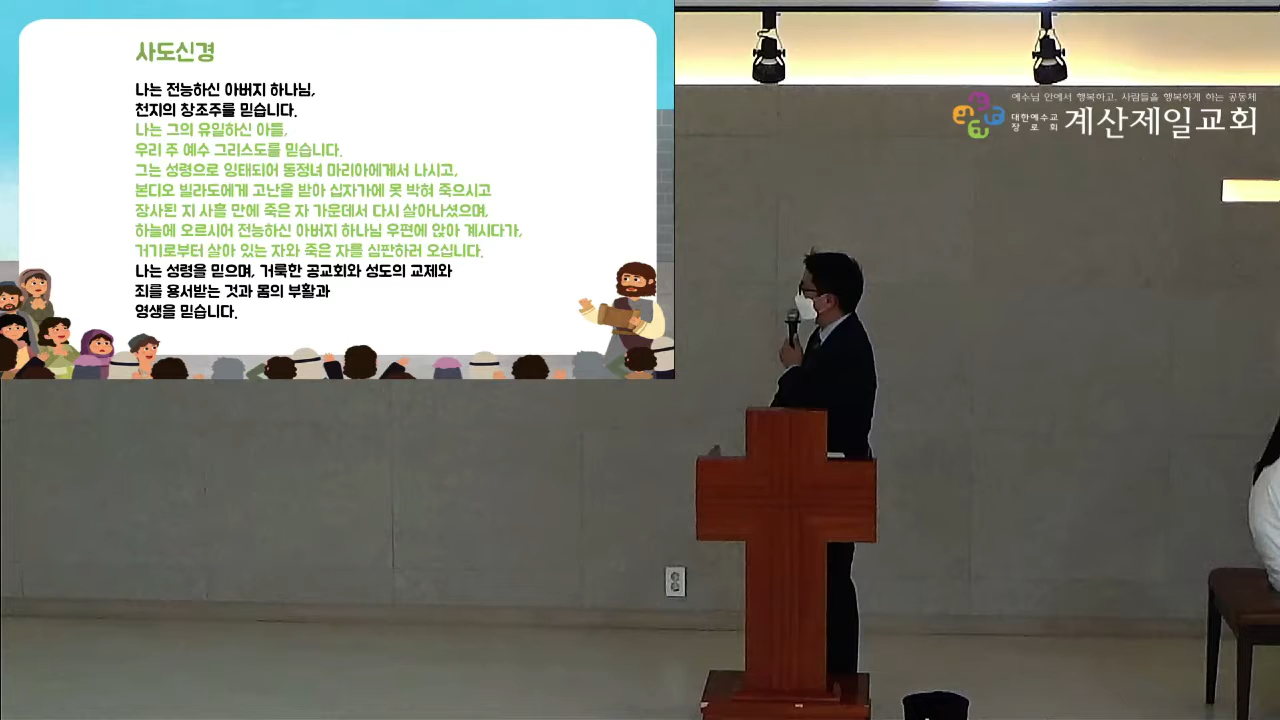 사도신경
나는 전능하신 아버지 하나님,
천지의 창조주를 믿습니다.
나는 그의 유일하신 아들,
우리 주 예수 그리스도를 믿습니다.
그는 성령으로 잉태되어 동정녀 마리아에게서 나시고,
본디오 빌라도에게 고난을 받아 십자가에 못 박혀 죽으시고
장사된 지 사흘 만에 죽은 자 가운데서 다시 살아나셨으며,
하늘에 오르시어 전능하신 아버지 하나님 우편에 앉아 계시다가,
거기로부터 살아 있는 자와 죽은 자를 심판하러 오십니다.
나는 성령을 믿으며, 거룩한 공교회와 성도의 교제와
죄를 용서받는 것과 몸의 부활과
영생을 믿습니다.
예수님 안에서 행복하고, 사람들을 행복하게 하는 공동체
대한예수교
장로회
계산제일교회